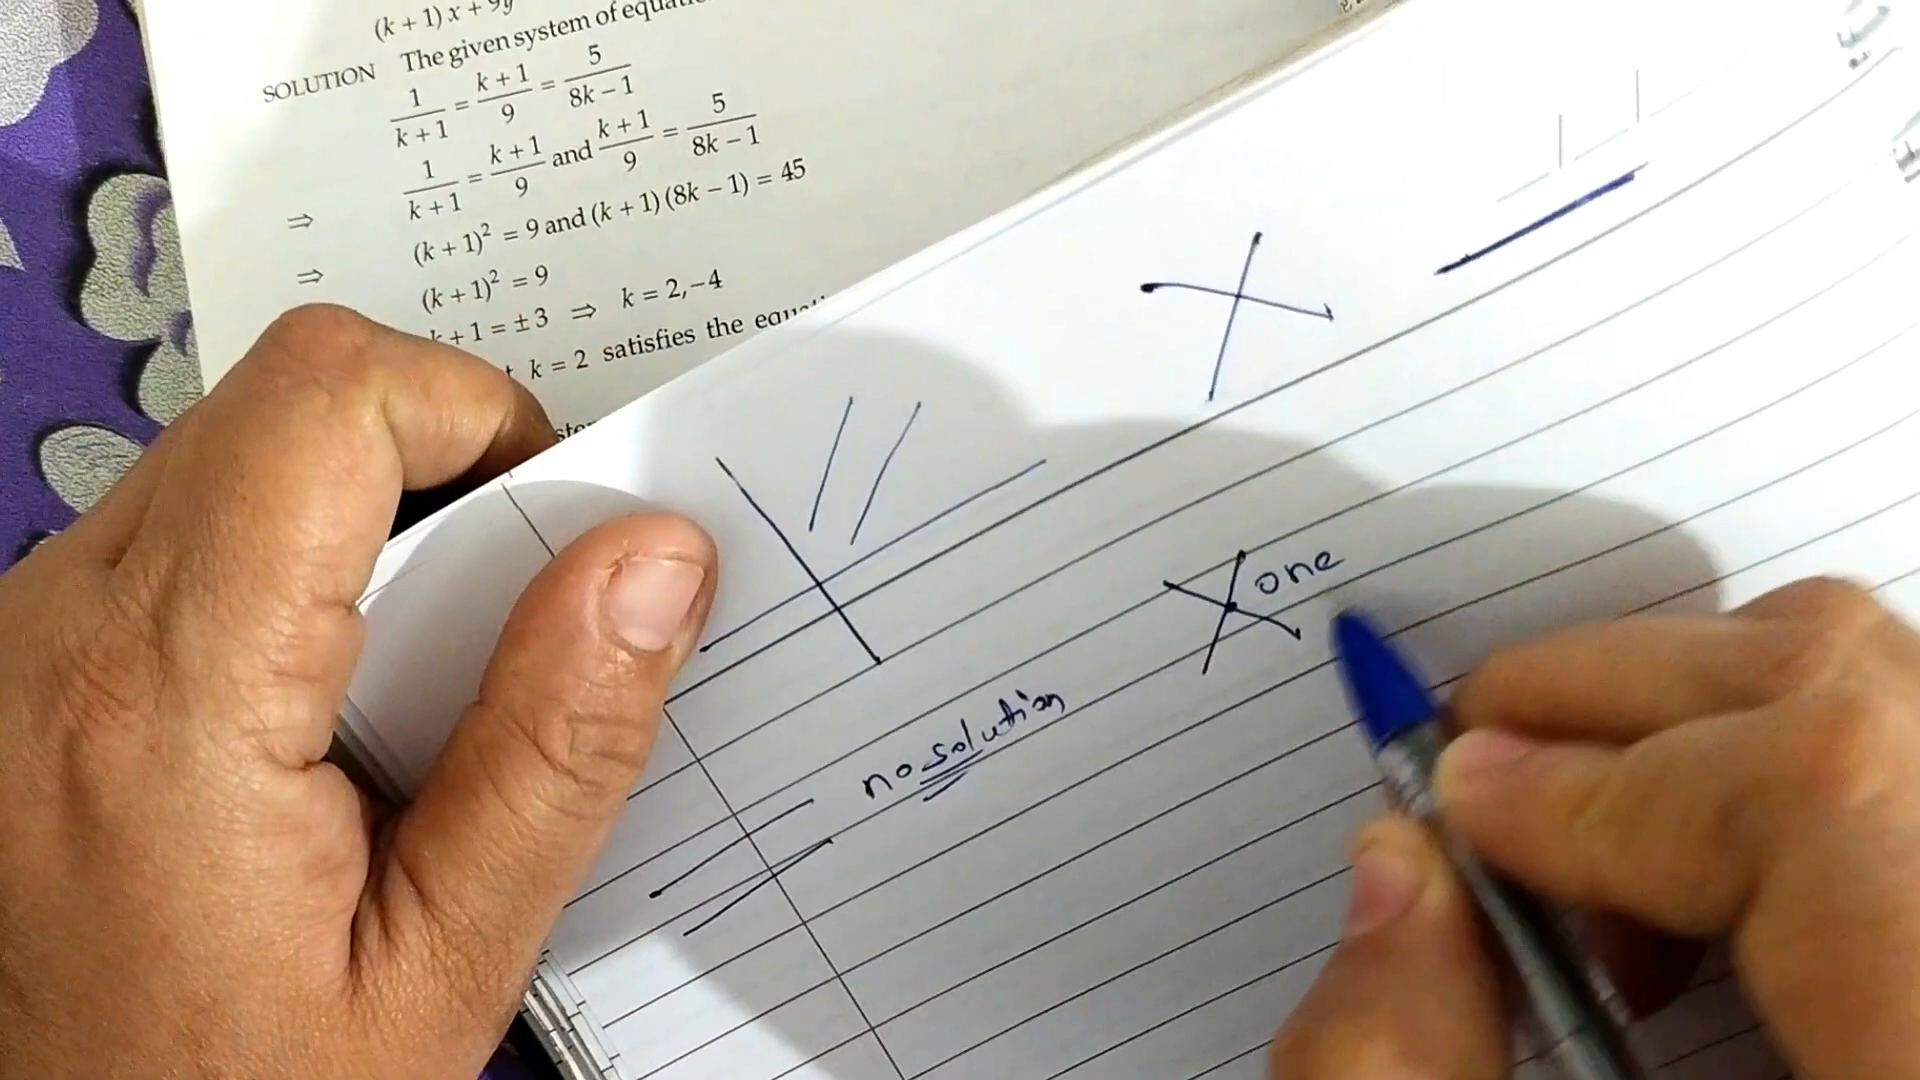 (k + 1) x + 9y
SOLUTION The given system of
1/(k + 1) = (k + 1)/9 = 5/(8k − 1)
⇒ 1/(k + 1) = (k + 1)/9 and (k + 1)/9 = 5/(8k − 1)
⇒ (k + 1)² = 9 and (k + 1) (8k − 1) = 45
(k + 1)² = 9
k + 1 = ± 3 ⇒ k = 2, −4
k = 2 satisfies the
one
no solution